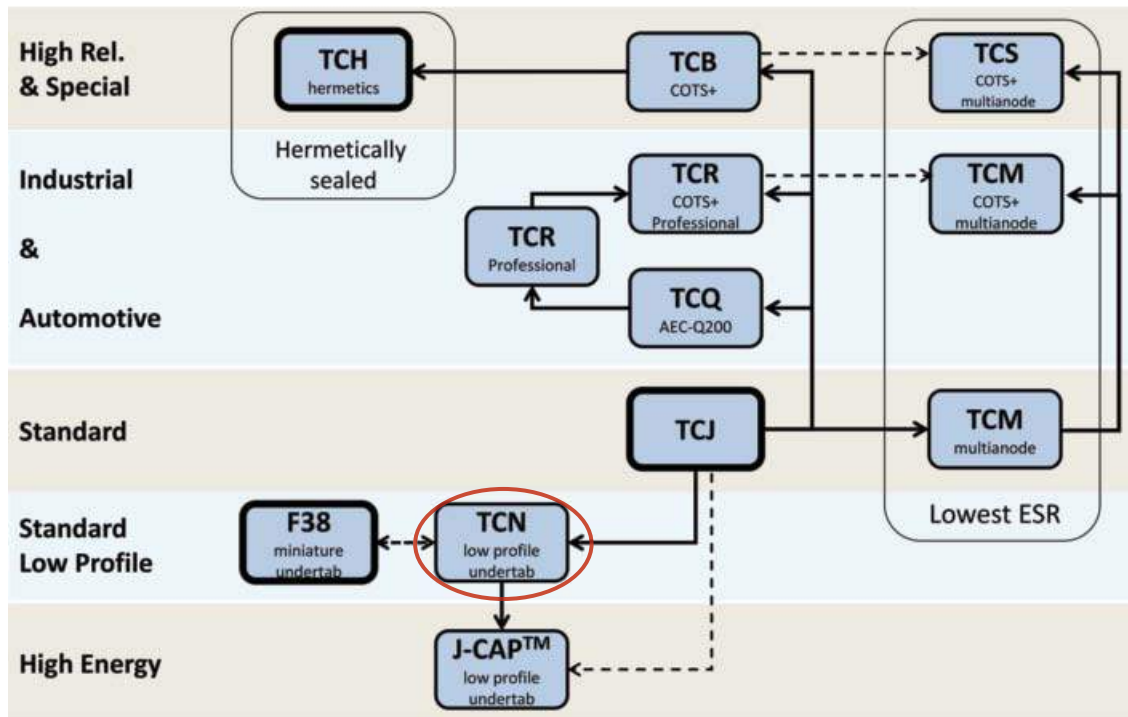 High Rel.
& Special
TCH
hermetics
TCB
COTS+
TCS
COTS+
multianode
Hermetically
sealed
Industrial
&
Automotive
TCR
COTS+
Professional
TCM
COTS+
multianode
TCR
Professional
TCQ
AEC-Q200
Standard
TCJ
TCM
multianode
Lowest ESR
Standard
Low Profile
F38
miniature
undertab
TCN
low profile
undertab
High Energy
J-CAP™
low profile
undertab